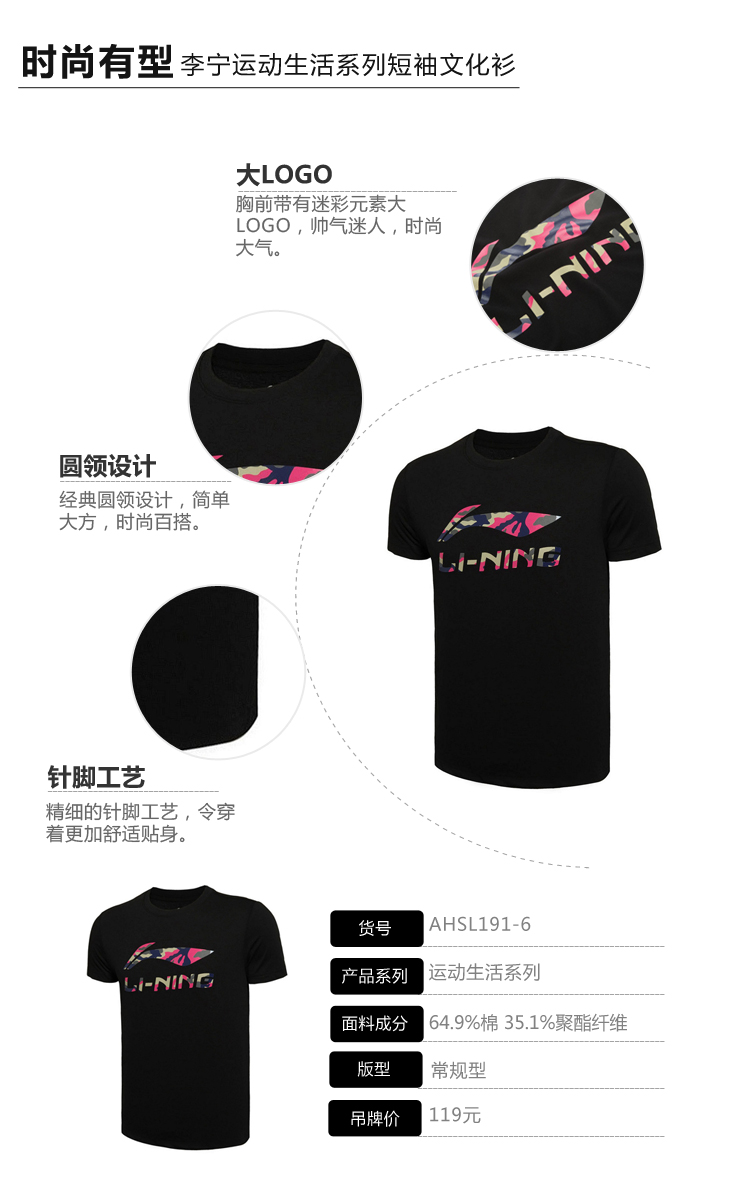 时尚有型 李宁运动生活系列短袖文化衫
大LOGO
胸前带有迷彩元素大
LOGO，帅气迷人，时尚
大气。
LI-NING
圆领设计
经典圆领设计，简单
大方，时尚百搭。
LI-NING
针脚工艺
精细的针脚工艺，令穿
着更加舒适贴身。
LI-NING
货号 AHSL191-6
产品系列 运动生活系列
面料成分 64.9%棉 35.1%聚酯纤维
版型 常规型
吊牌价 119元